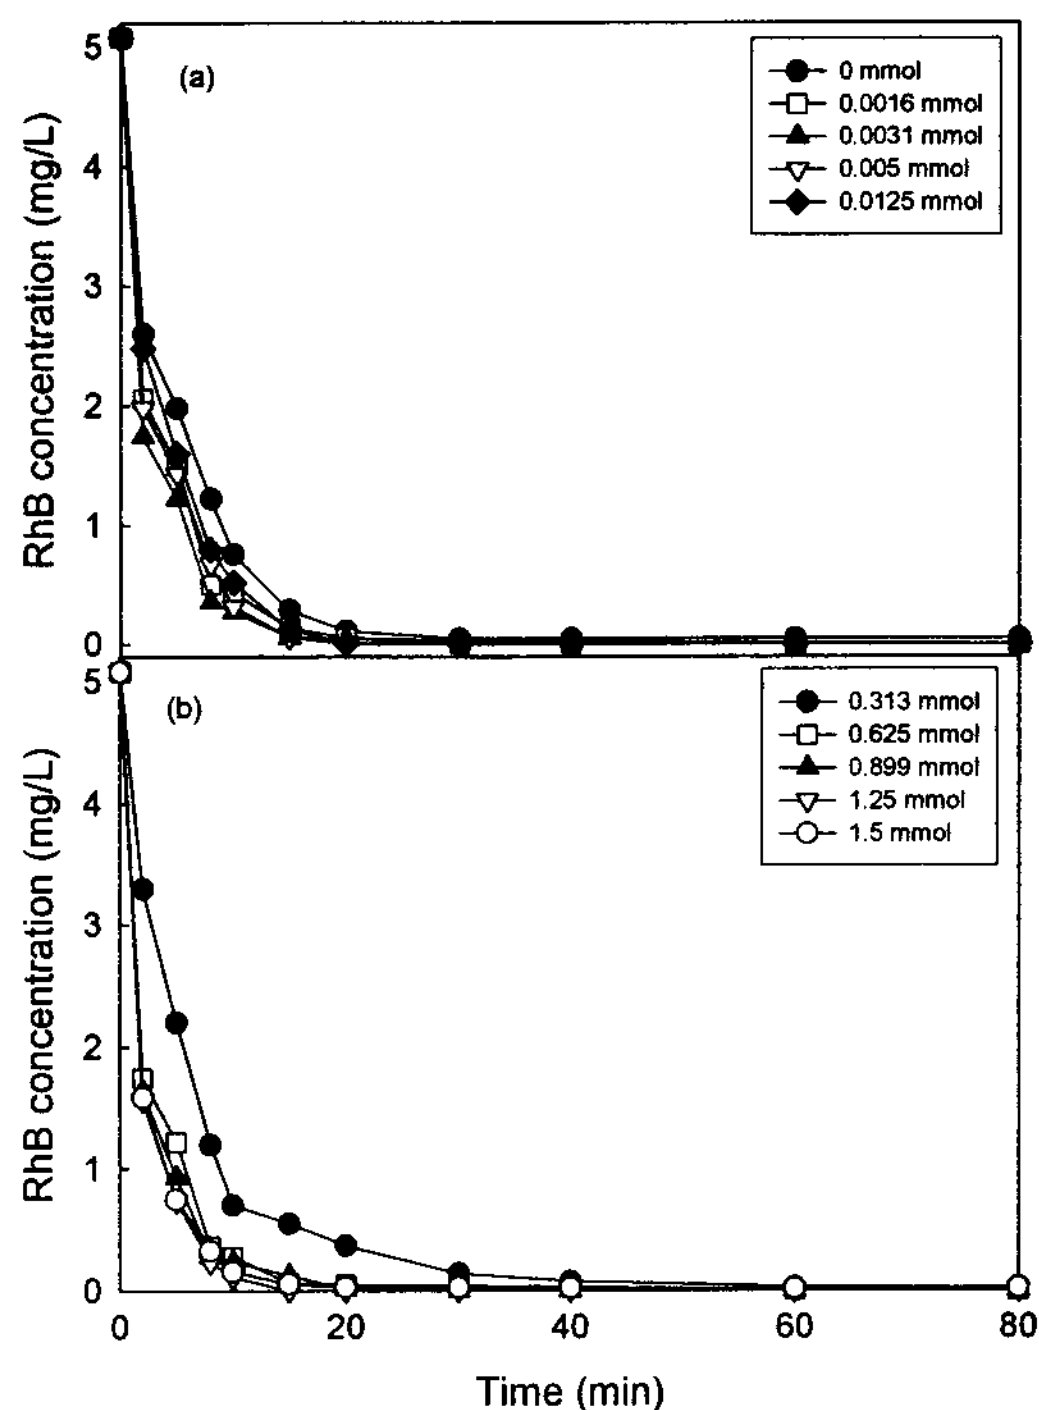 (a)
0 mmol
0.0016 mmol
0.0031 mmol
0.005 mmol
0.0125 mmol
RhB concentration (mg/L)
5
4
3
2
1
0
(b)
0.313 mmol
0.625 mmol
0.899 mmol
1.25 mmol
1.5 mmol
RhB concentration (mg/L)
5
4
3
2
1
0
0 20 40 60 80
Time (min)